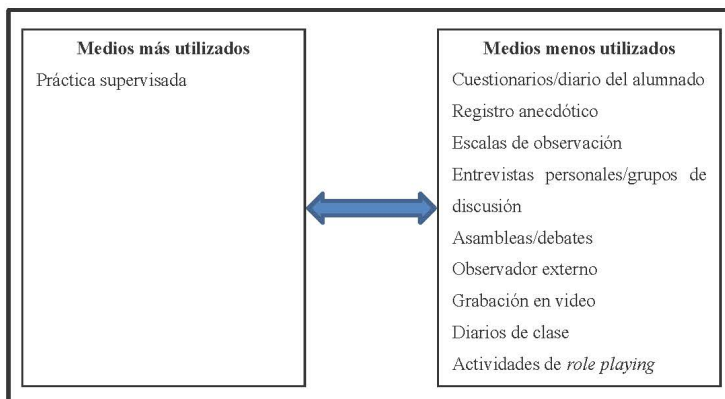 Medios más utilizados
Práctica supervisada
Medios menos utilizados
Cuestionarios/diario del alumnado
Registro anecdótico
Escalas de observación
Entrevistas personales/grupos de
discusión
Asambleas/debates
Observador externo
Grabación en video
Diarios de clase
Actividades de role playing